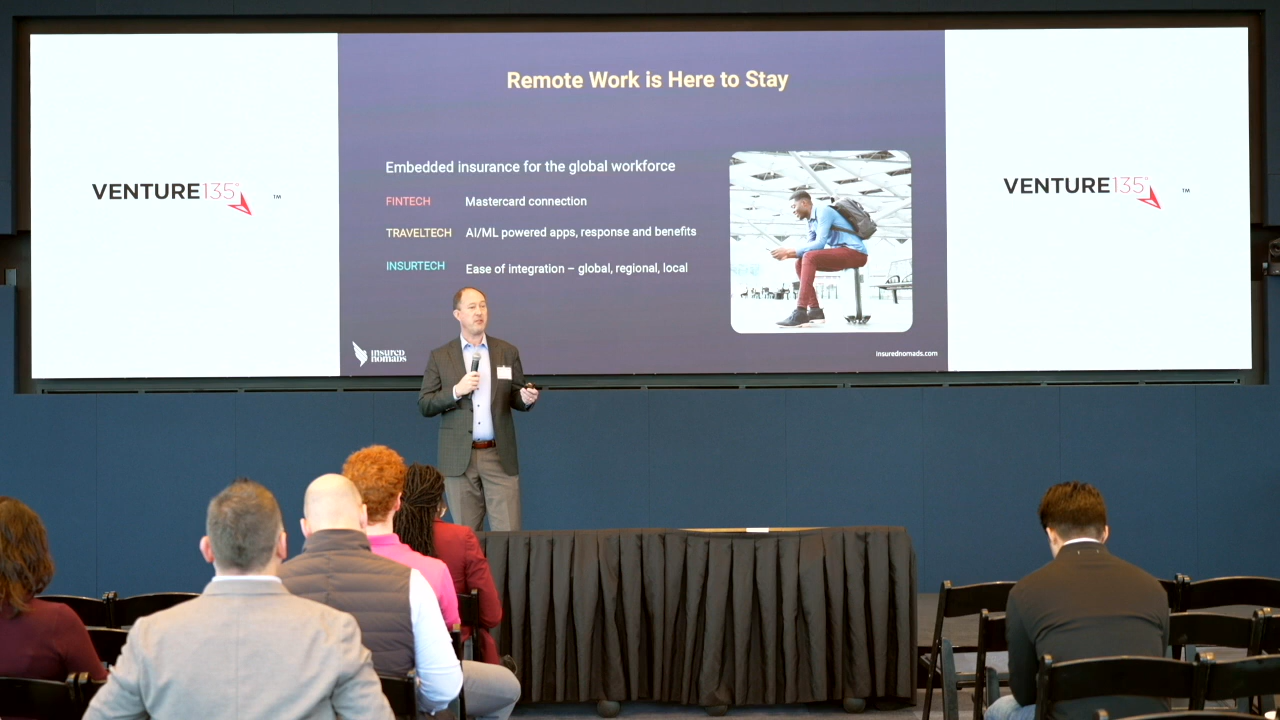 VENTURE135° ™
Remote Work is Here to Stay
Embedded insurance for the global workforce
FINTECH Mastercard connection
TRAVELTECH AI/ML powered apps, response and benefits
INSURTECH Ease of integration – global, regional, local
insured
nomads
insurednomads.com
VENTURE135° ™